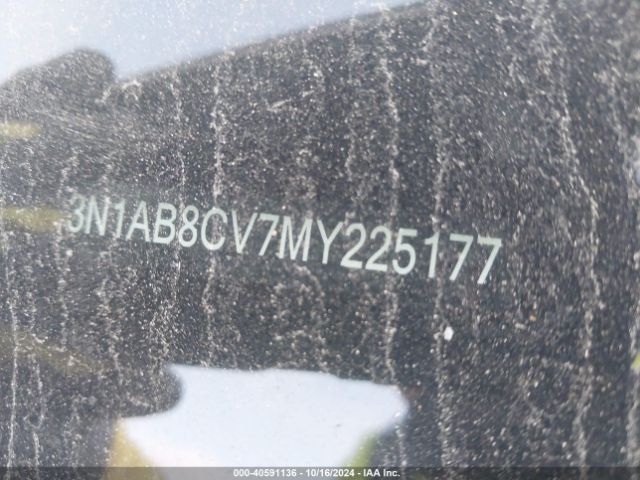 3N1AB8CV7MY225177
000-40591136 - 10/16/2024 - IAA Inc.